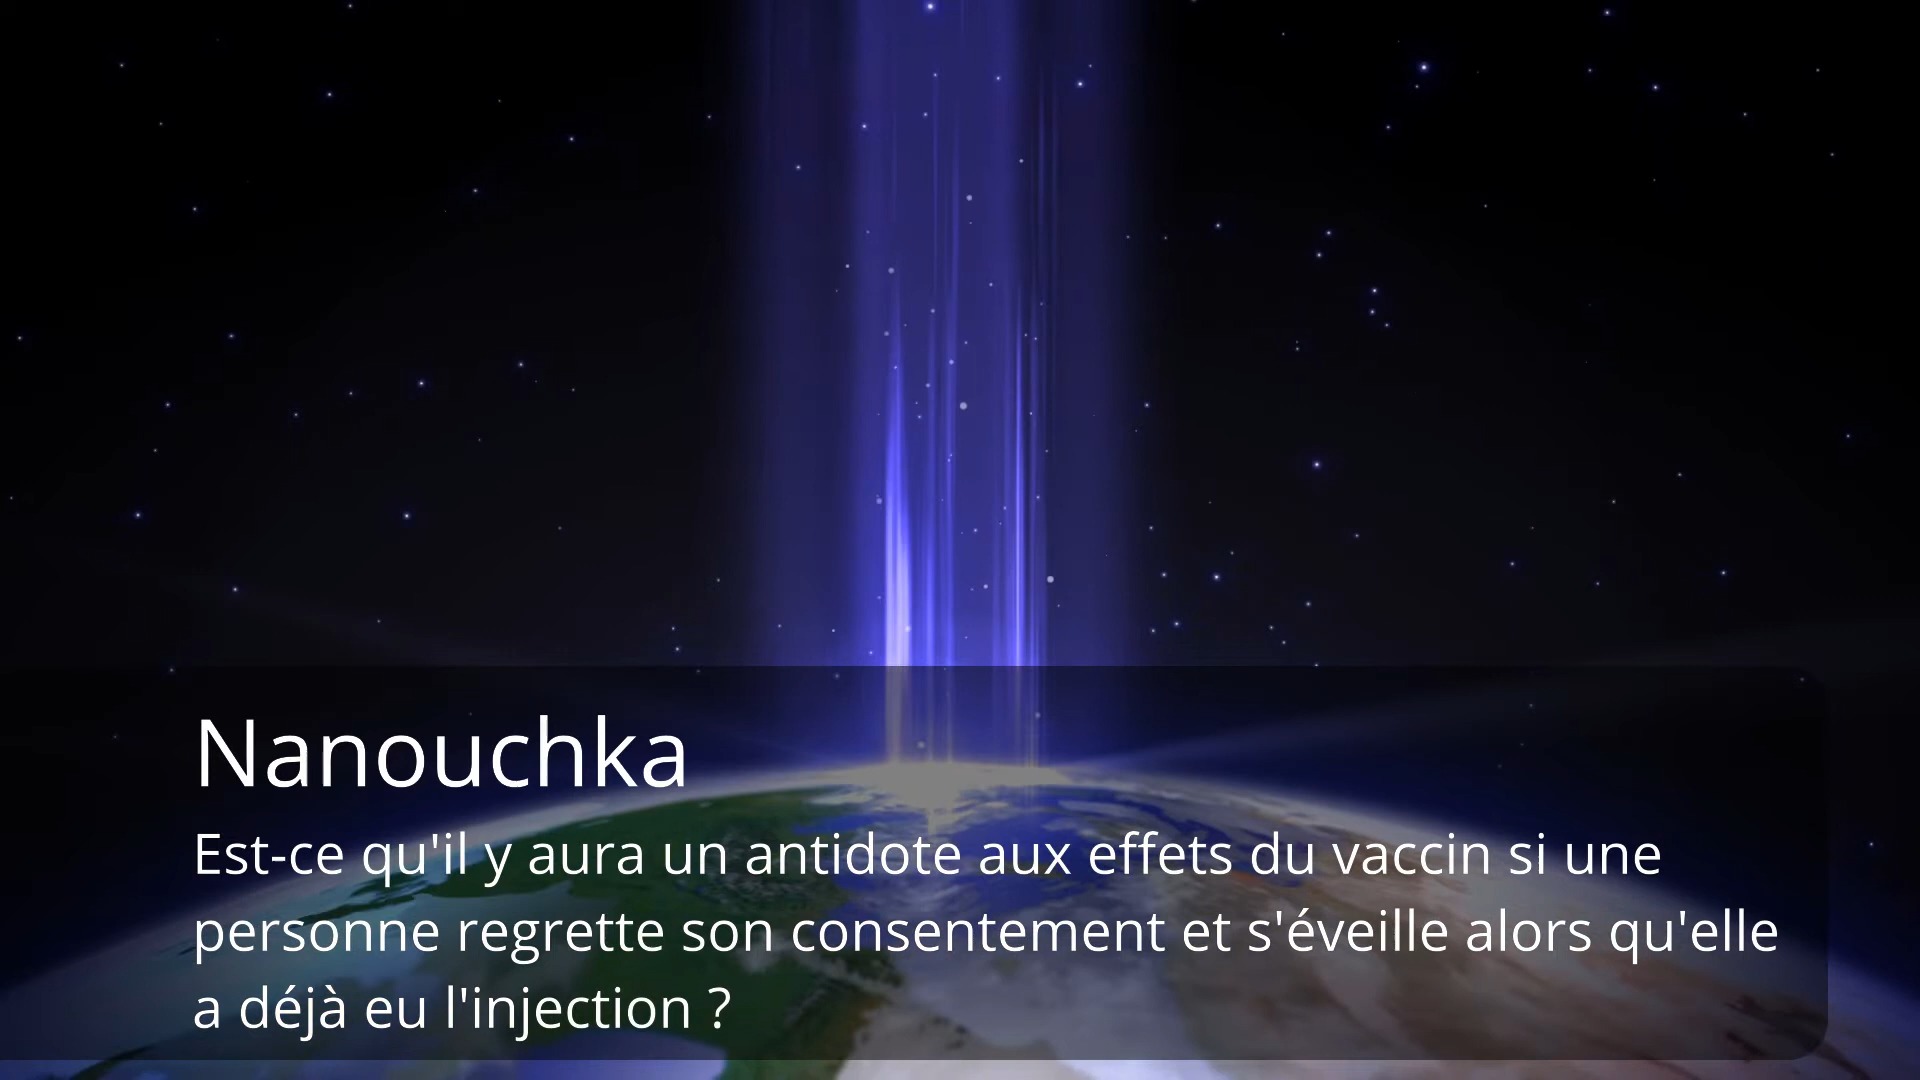 Nanouchka
Est-ce qu'il y aura un antidote aux effets du vaccin si une
personne regrette son consentement et s'éveille alors qu'elle
a déjà eu l'injection ?